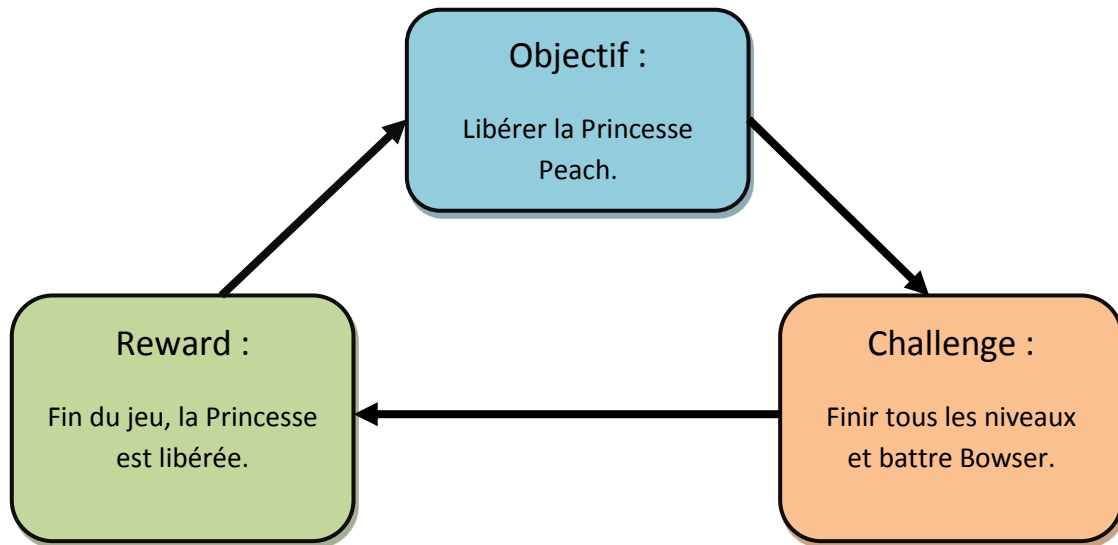 Objectif :
Libérer la Princesse
Peach.
Reward :
Fin du jeu, la Princesse
est libérée.
Challenge :
Finir tous les niveaux
et battre Bowser.